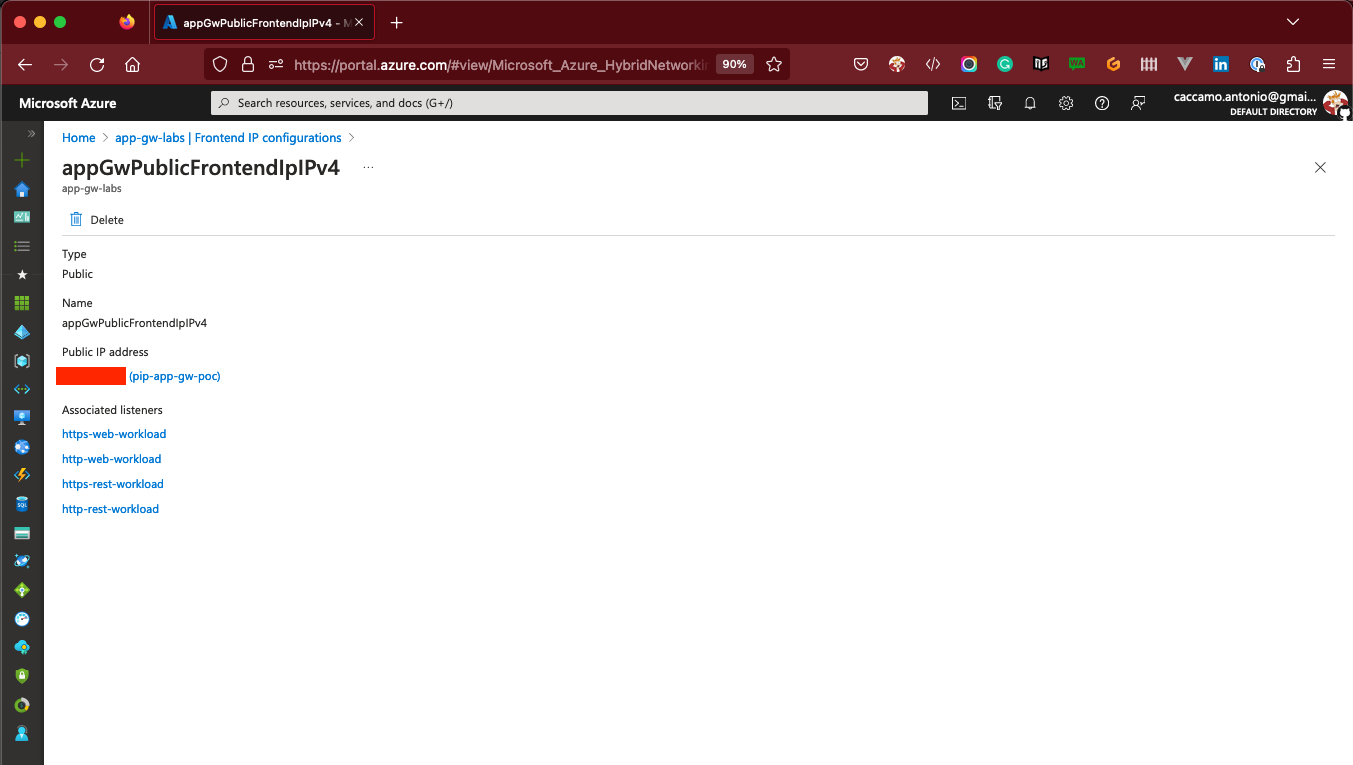 appGwPublicFrontendIpIPv4 - M
https://portal.azure.com/#view/Microsoft_Azure_HybridNetworkin
90%
Microsoft Azure
Search resources, services, and docs (G+/)
caccamo.antonio@gmai...
DEFAULT DIRECTORY
Home > app-gw-labs | Frontend IP configurations >
appGwPublicFrontendIpIPv4 ...
app-gw-labs
Delete
Type
Public
Name
appGwPublicFrontendIpIPv4
Public IP address
(pip-app-gw-poc)
Associated listeners
https-web-workload
http-web-workload
https-rest-workload
http-rest-workload